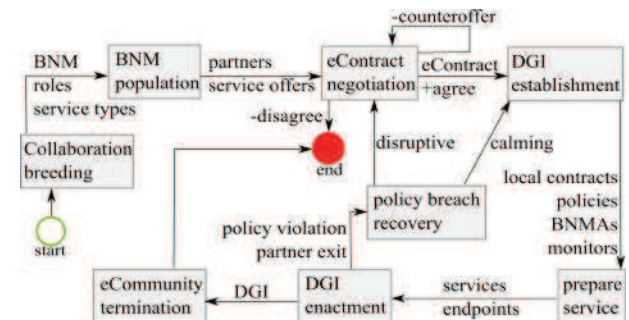 -counteroffer
BNM
roles
service types
BNM
population
partners
service offers
eContract
negotiation
eContract
+agree
DGI
establishment
-disagree
end
Collaboration
breeding
disruptive
calming
start
policy breach
recovery
local contracts
policies
BNMAs
monitors
policy violation
partner exit
eCommunity
termination
DGI
DGI
enactment
services
endpoints
prepare
service